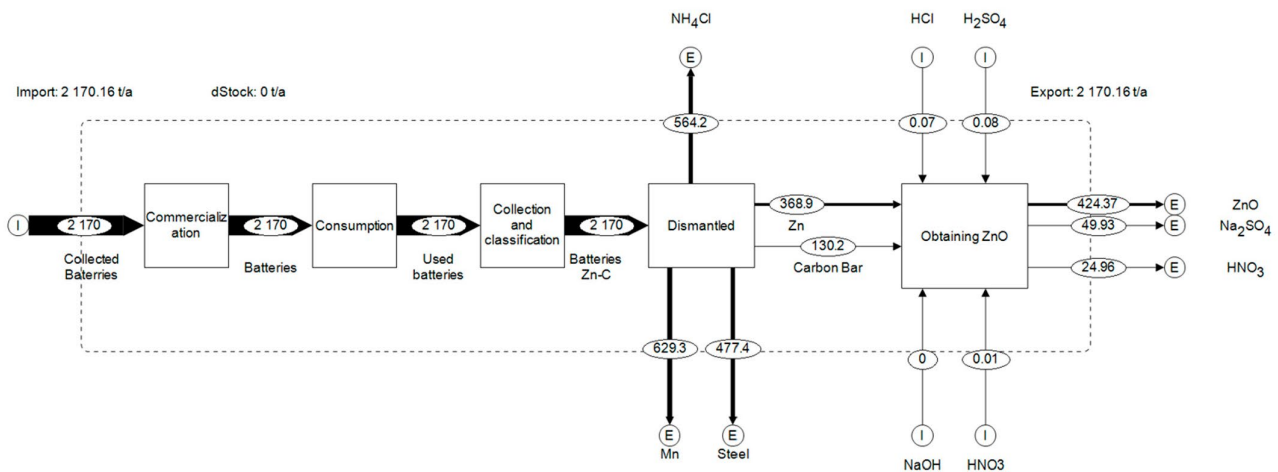 NH4Cl
HCl
H2SO4
E
I
I
Import: 2 170.16 t/a
dStock: 0 t/a
Export: 2 170.16 t/a
564.2
0.07
0.08
I
2 170
Collected
Baterries
Commercializ
ation
2 170
Batteries
Consumption
2 170
Used
batteries
Collection
and
classification
2 170
Batteries
Zn-C
Dismantled
368.9
Zn
130.2
Carbon Bar
Obtaining ZnO
424.37
E
ZnO
49.93
E
Na2SO4
24.96
E
HNO3
629.3
477.4
0
0.01
E
E
I
I
Mn
Steel
NaOH
HNO3